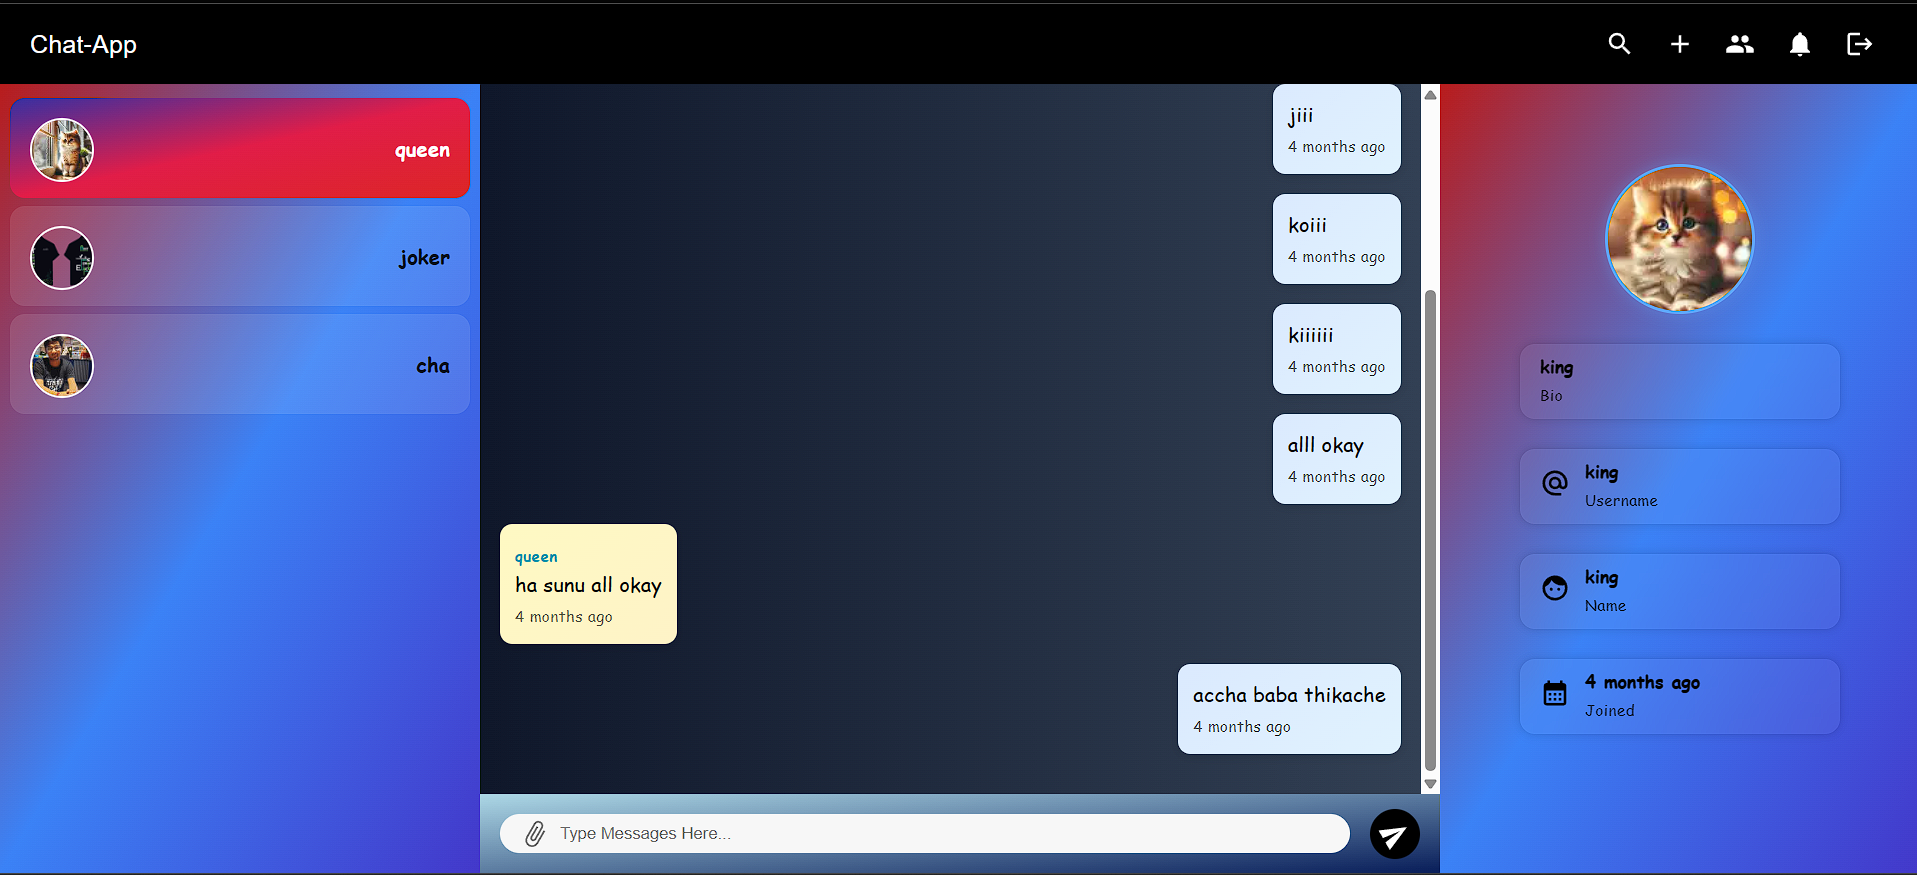 Chat-App
queen
joker
cha
jiii
4 months ago
koiii
4 months ago
kiiiiii
4 months ago
alll okay
4 months ago
queen
ha sunu all okay
4 months ago
accha baba thikache
4 months ago
Type Messages Here...
king
Bio
king
Username
king
Name
4 months ago
Joined